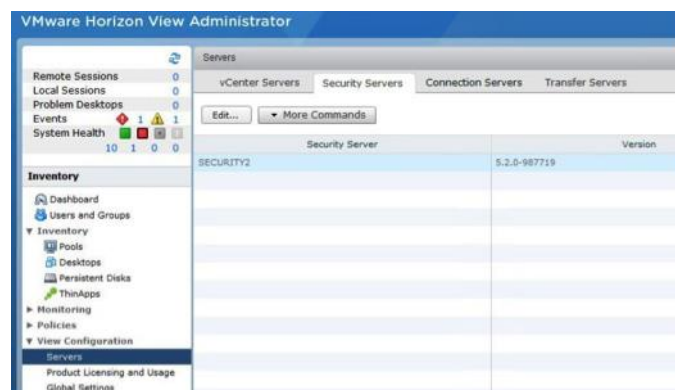 VMware Horizon View Administrator
Servers
Remote Sessions 0
Local Sessions 0
Problem Desktops 0
Events 1 1
System Health
10 1 0 0
Inventory
Dashboard
Users and Groups
Inventory
Pools
Desktops
Persistent Disks
ThinApps
Monitoring
Policies
View Configuration
Servers
Product Licensing and Usage
Global Settings
vCenter Servers Security Servers Connection Servers Transfer Servers
Edit... More Commands
Security Server Version
SECURITY2 5.2.0-987719